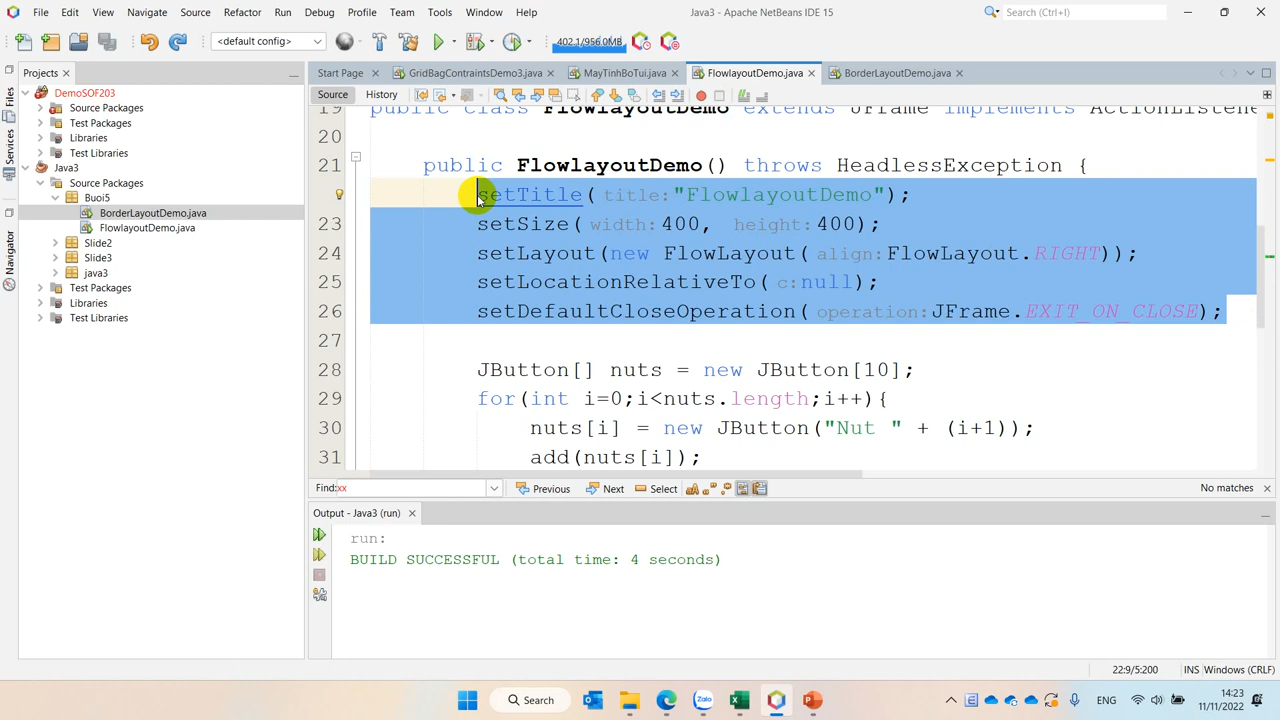 File Edit View Navigate Source Refactor Run Debug Profile Team Tools Window Help Java3 - Apache NetBeans IDE 15 Search (Ctrl+I)
<default config> 402.1/956.0MB
Projects Start Page GridBagContraintsDemo3.java MayTinhBoTui.java FlowlayoutDemo.java BorderLayoutDemo.java
Source History
Files
Services
Navigator
DemoSOF203
Source Packages
Test Packages
Libraries
Test Libraries
Java3
Source Packages
Buoi5
BorderLayoutDemo.java
FlowlayoutDemo.java
Slide2
Slide3
java3
Test Packages
Libraries
Test Libraries
19 public class FlowlayoutDemo extends JFrame implements ActionListene
20
21 public FlowlayoutDemo() throws HeadlessException {
setTitle(title:"FlowlayoutDemo");
23 setSize(width:400, height:400);
24 setLayout(new FlowLayout(align:FlowLayout.RIGHT));
25 setLocationRelativeTo(c:null);
26 setDefaultCloseOperation(operation:JFrame.EXIT_ON_CLOSE);
27
28 JButton[] nuts = new JButton[10];
29 for(int i=0;i<nuts.length;i++){
30 nuts[i] = new JButton("Nut " + (i+1));
31 add(nuts[i]);
Find: xx Previous Next Select No matches
Output - Java3 (run)
run:
BUILD SUCCESSFUL (total time: 4 seconds)
22:9/5:200 INS Windows (CRLF)
Search Zalo ENG 14:23
11/11/2022